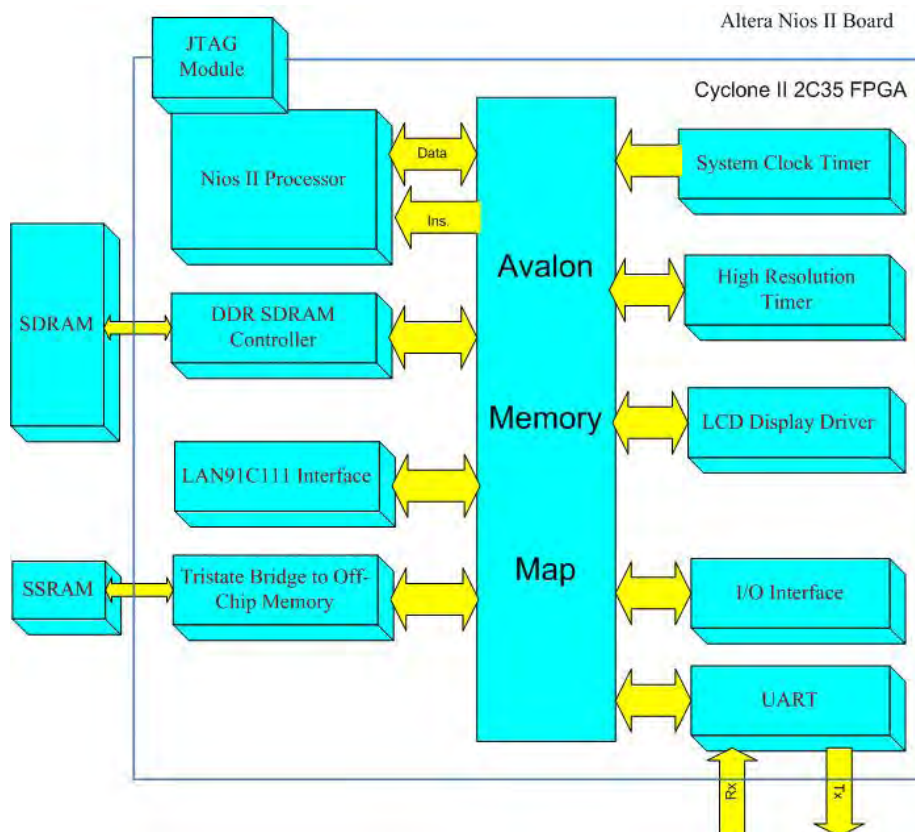 Altera Nios II Board
JTAG
Module
Cyclone II 2C35 FPGA
Nios II Processor
Data
Ins.
System Clock Timer
Avalon
Memory
Map
High Resolution
Timer
SDRAM
DDR SDRAM
Controller
LCD Display Driver
LAN91C111 Interface
SSRAM
Tristate Bridge to Off-
Chip Memory
I/O Interface
UART
Rx
Tx